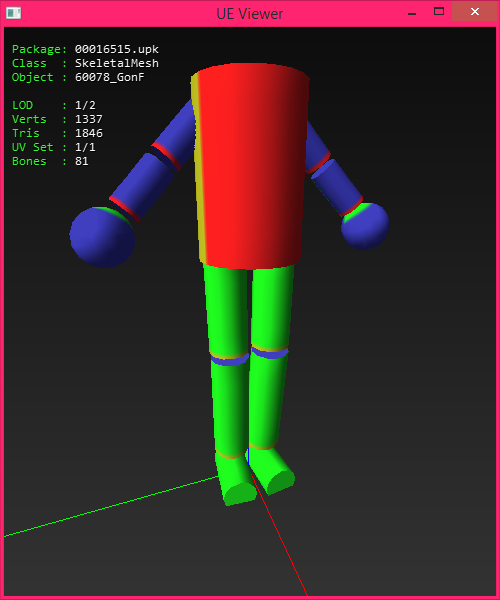 UE Viewer
Package: 00016515.upk
Class  : SkeletalMesh
Object : 60078_GonF
LOD    : 1/2
Verts  : 1337
Tris   : 1846
UV Set : 1/1
Bones  : 81